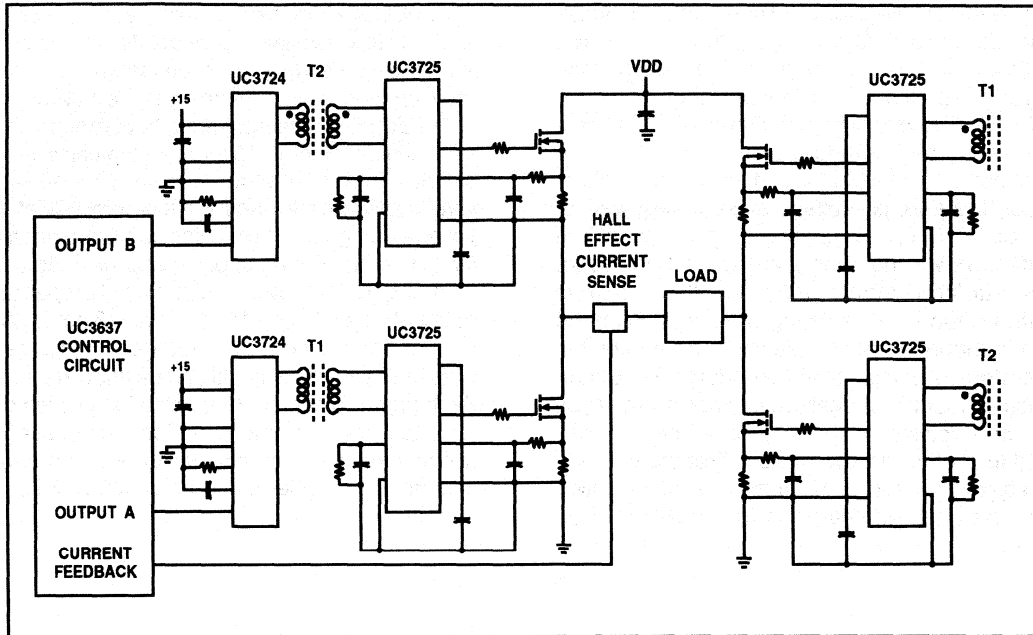 UC3724
T2
UC3725
VDD
UC3725
T1
+15
OUTPUT B
HALL
EFFECT
CURRENT
SENSE
LOAD
UC3637
CONTROL
CIRCUIT
UC3724
T1
UC3725
UC3725
T2
+15
OUTPUT A
CURRENT
FEEDBACK